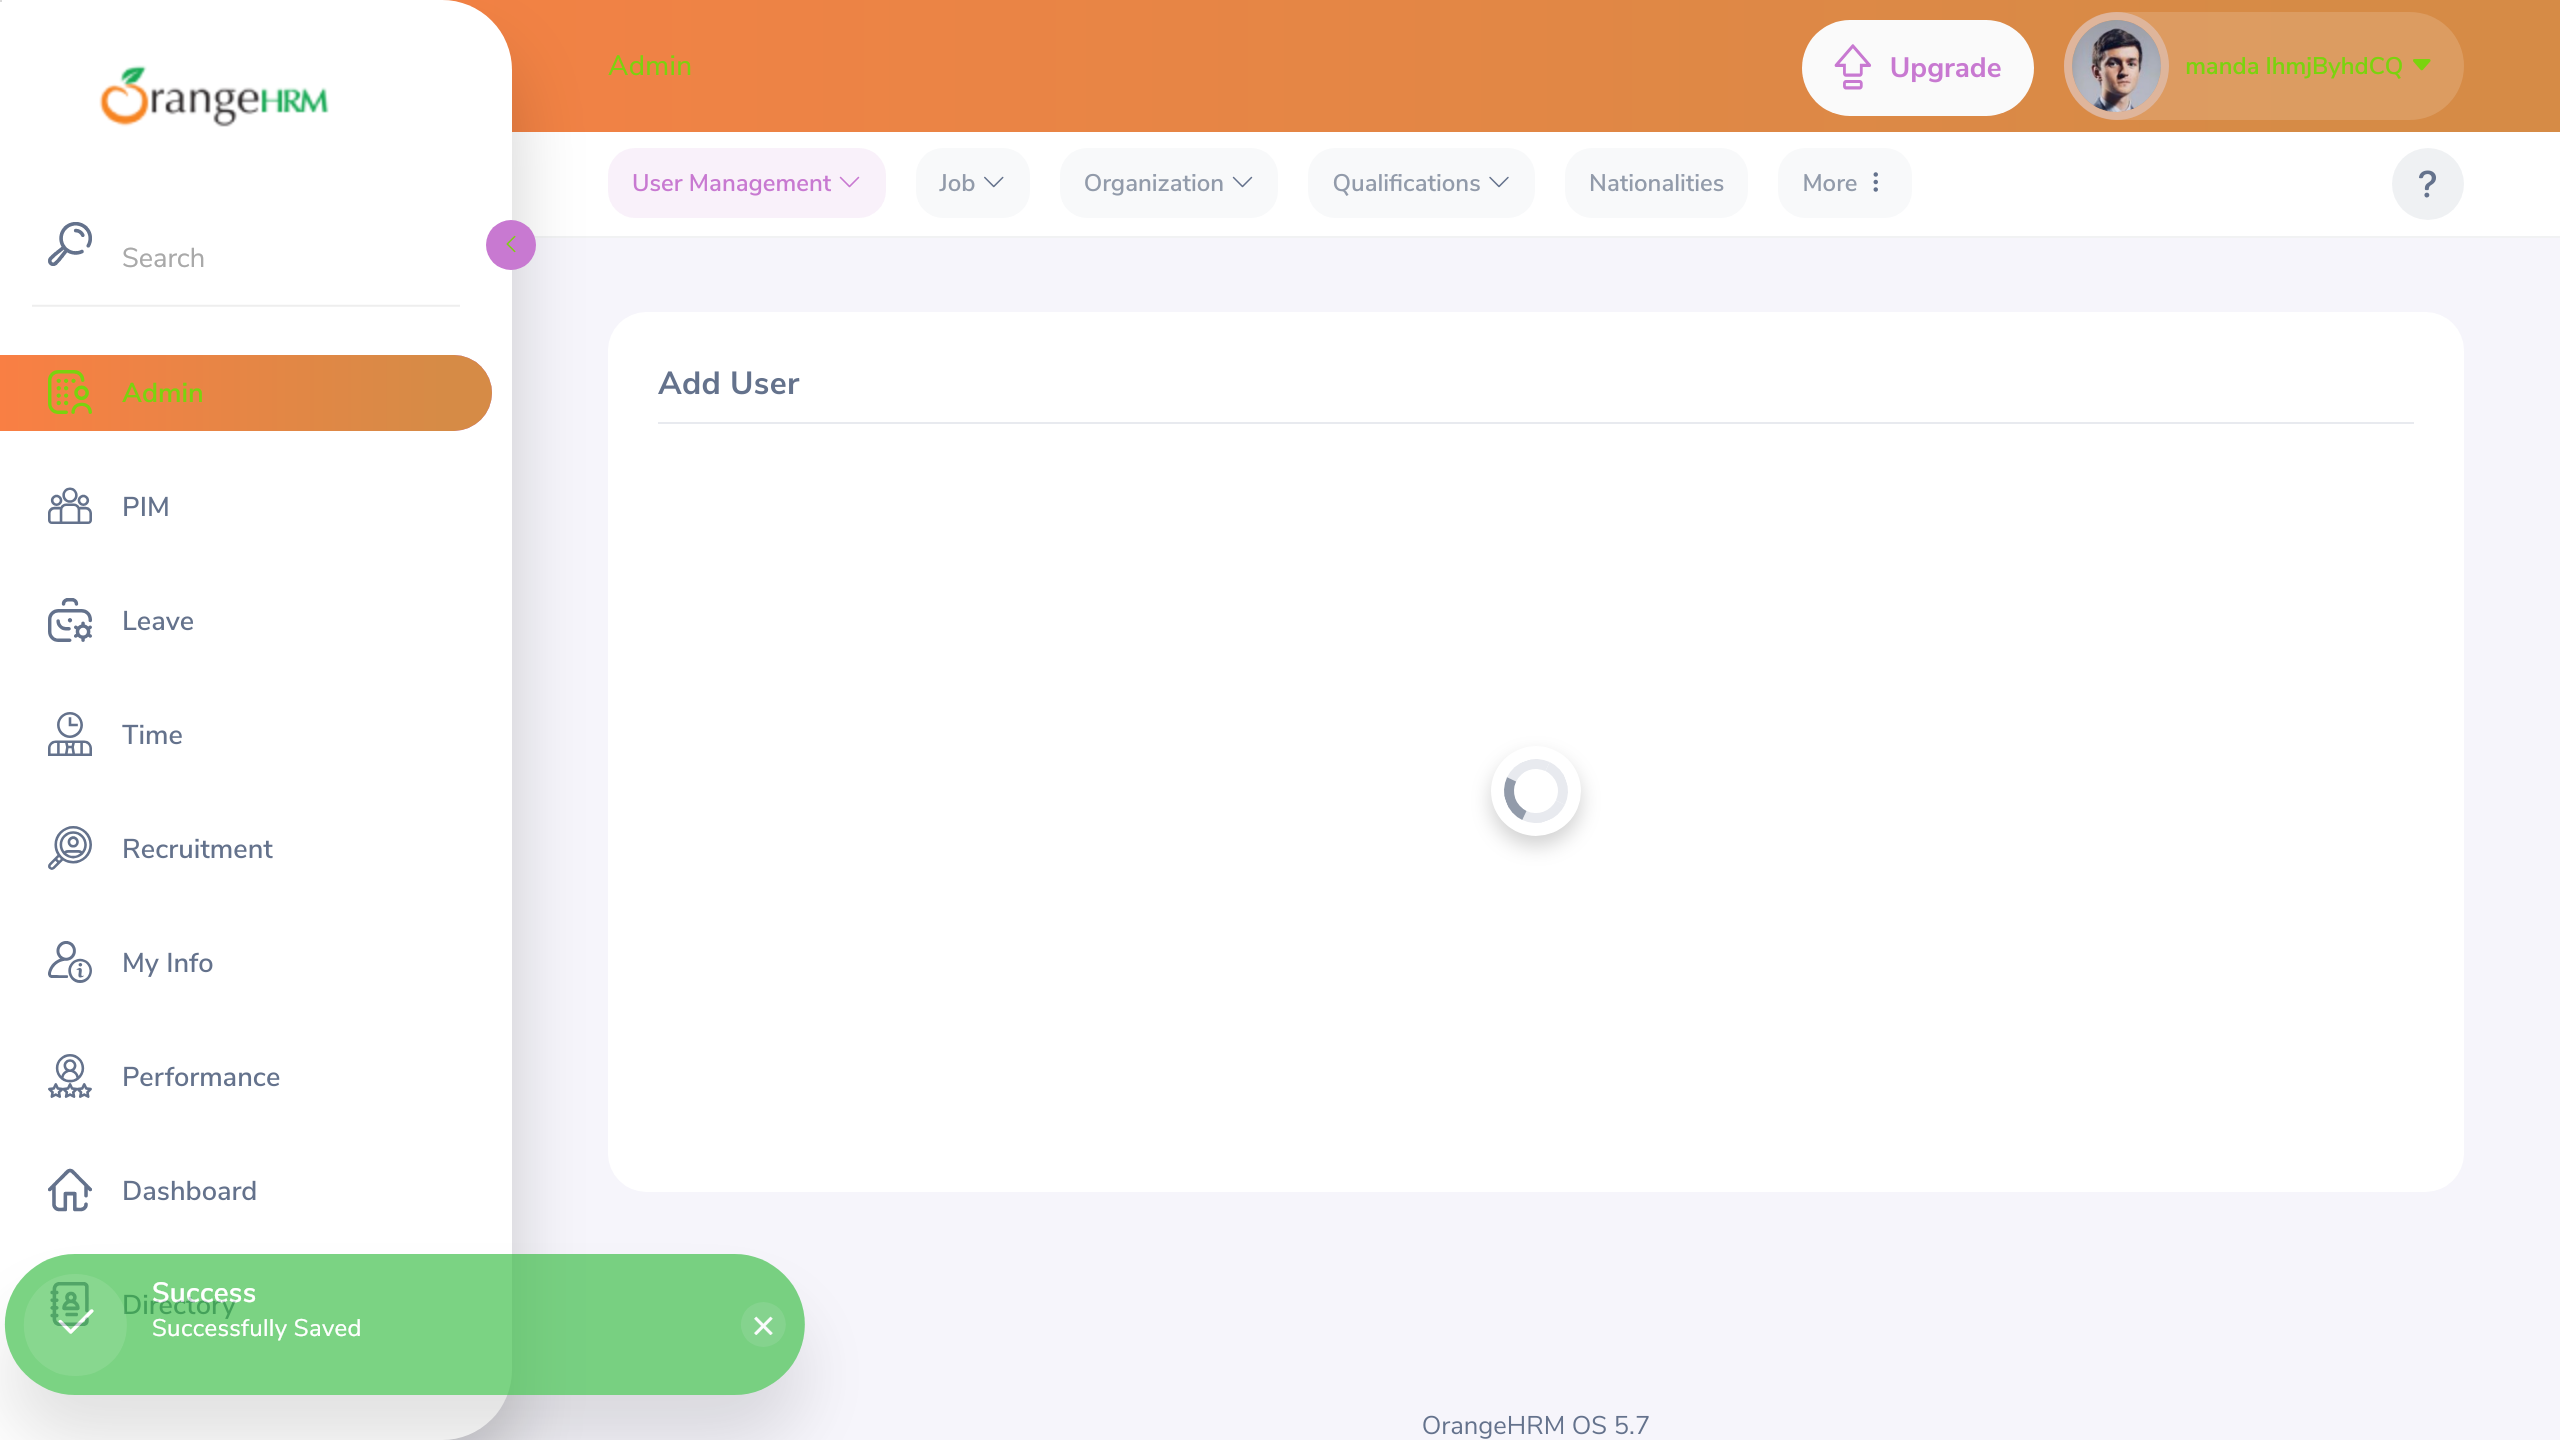 OrangeHRM
Admin
Upgrade
manda lhmjByhdCQ
Search
User Management
Job
Organization
Qualifications
Nationalities
More
?
Add User
Admin
PIM
Leave
Time
Recruitment
My Info
Performance
Dashboard
Directory
Success
Successfully Saved
OrangeHRM OS 5.7